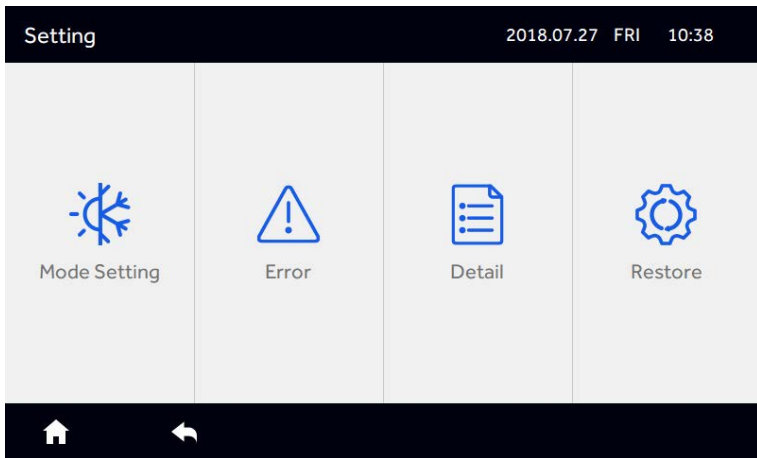 Setting 2018.07.27 FRI 10:38
Mode Setting Error Detail Restore